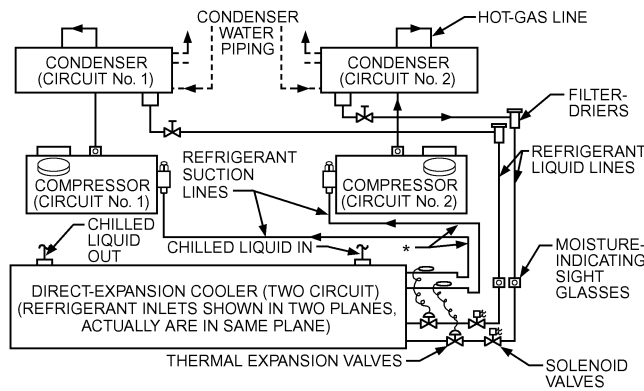 CONDENSER
WATER
PIPING
HOT-GAS LINE
CONDENSER
(CIRCUIT No. 1)
CONDENSER
(CIRCUIT No. 2)
FILTER-
DRIERS
REFRIGERANT
LIQUID LINES
REFRIGERANT
SUCTION
LINES
COMPRESSOR
(CIRCUIT No. 1)
COMPRESSOR
(CIRCUIT No. 2)
CHILLED
LIQUID
OUT
CHILLED LIQUID IN
*
MOISTURE-
INDICATING
SIGHT
GLASSES
DIRECT-EXPANSION COOLER (TWO CIRCUIT)
(REFRIGERANT INLETS SHOWN IN TWO PLANES,
ACTUALLY ARE IN SAME PLANE)
THERMAL EXPANSION VALVES
SOLENOID
VALVES